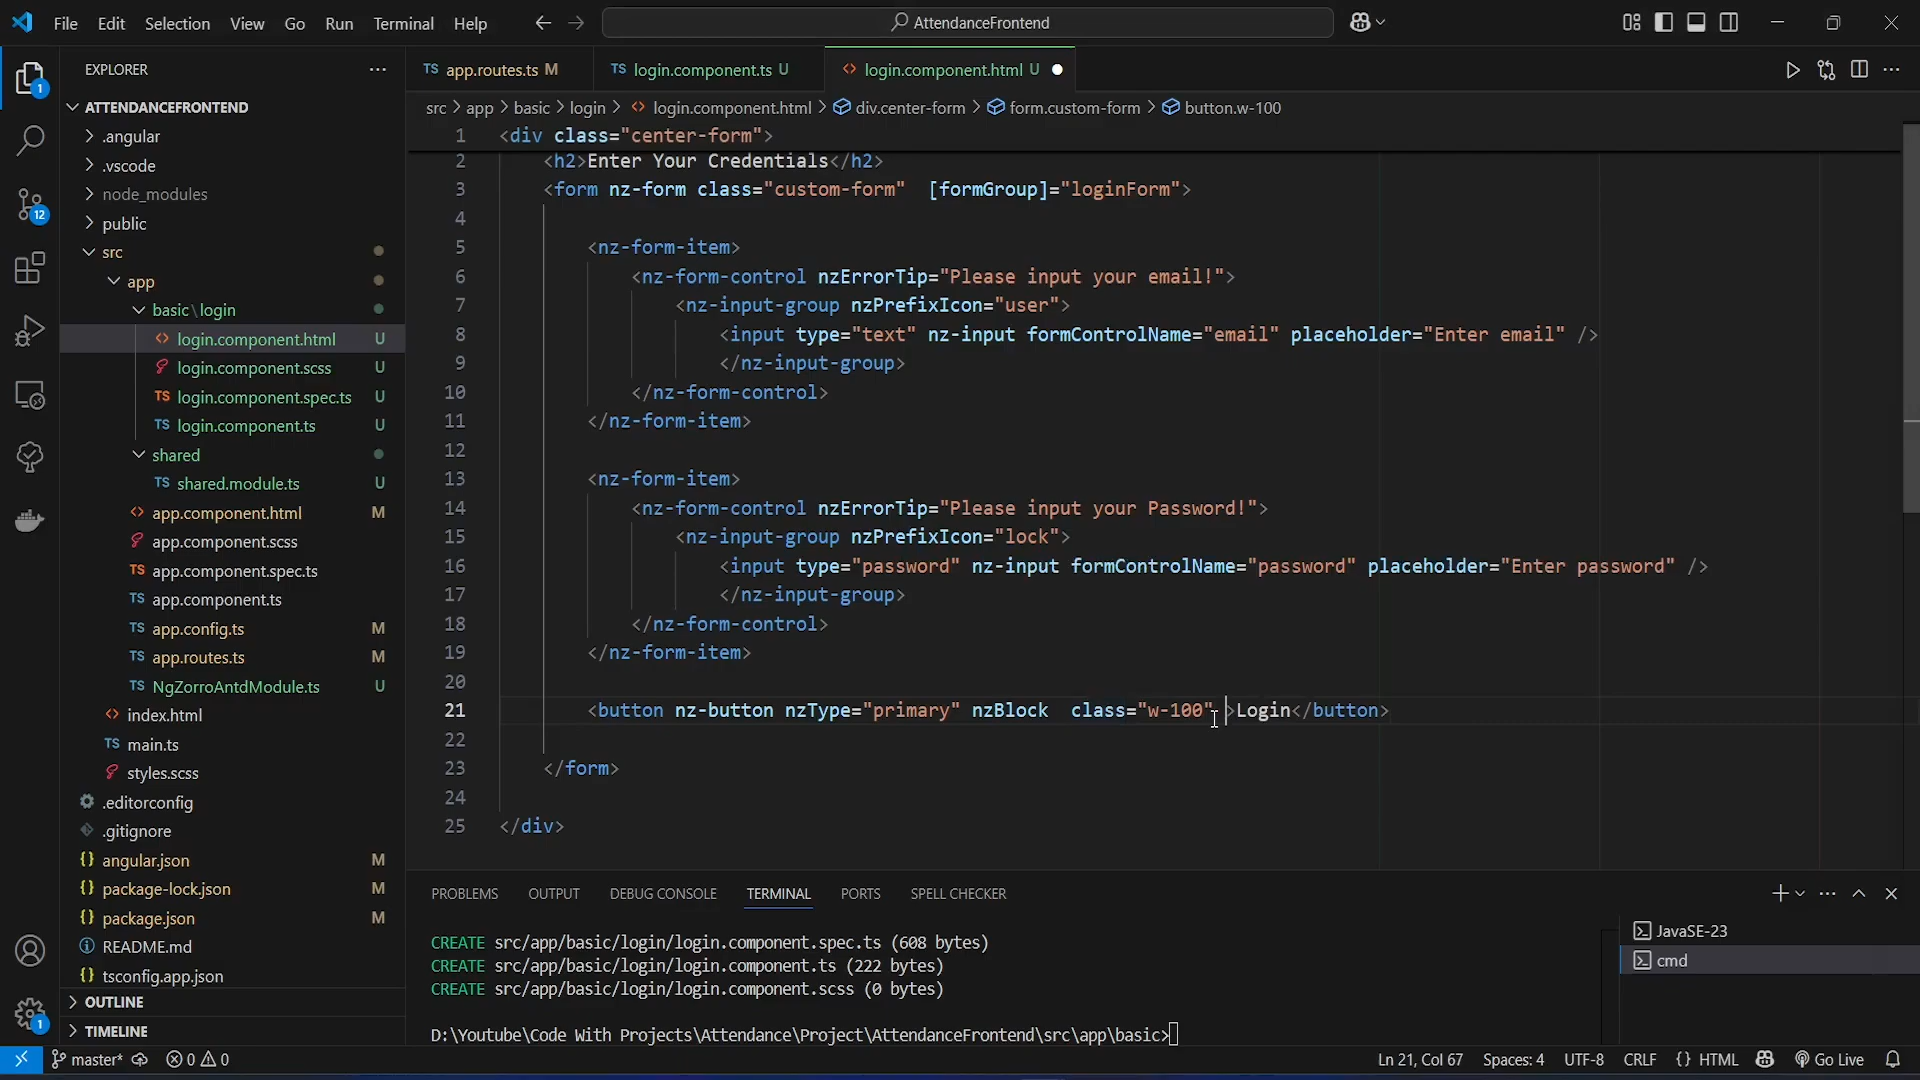 File Edit Selection View Go Run Terminal Help AttendanceFrontend
EXPLORER
ATTENDANCEFRONTEND
.angular
.vscode
node_modules
public
src
app
basic\login
login.component.html U
login.component.scss U
login.component.spec.ts U
login.component.ts U
shared
TS shared.module.ts U
app.component.html M
app.component.scss
TS app.component.spec.ts
TS app.component.ts
TS app.config.ts M
TS app.routes.ts M
TS NgZorroAntdModule.ts U
index.html
TS main.ts
styles.scss
.editorconfig
.gitignore
{} angular.json M
{} package-lock.json M
{} package.json M
README.md
{} tsconfig.app.json
OUTLINE
TIMELINE
TS app.routes.ts M TS login.component.ts U <> login.component.html U
src > app > basic > login > <> login.component.html > div.center-form > form.custom-form > button.w-100
1 <div class="center-form">
2 <h2>Enter Your Credentials</h2>
3 <form nz-form class="custom-form"  [formGroup]="loginForm">
4
5 <nz-form-item>
6 <nz-form-control nzErrorTip="Please input your email!">
7 <nz-input-group nzPrefixIcon="user">
8 <input type="text" nz-input formControlName="email" placeholder="Enter email" />
9 </nz-input-group>
10 </nz-form-control>
11 </nz-form-item>
12
13 <nz-form-item>
14 <nz-form-control nzErrorTip="Please input your Password!">
15 <nz-input-group nzPrefixIcon="lock">
16 <input type="password" nz-input formControlName="password" placeholder="Enter password" />
17 </nz-input-group>
18 </nz-form-control>
19 </nz-form-item>
20
21 <button nz-button nzType="primary" nzBlock  class="w-100" >Login</button>
22
23 </form>
24
25 </div>
PROBLEMS OUTPUT DEBUG CONSOLE TERMINAL PORTS SPELL CHECKER
CREATE src/app/basic/login/login.component.spec.ts (608 bytes)
CREATE src/app/basic/login/login.component.ts (222 bytes)
CREATE src/app/basic/login/login.component.scss (0 bytes)
D:\Youtube\Code With Projects\Attendance\Project\AttendanceFrontend\src\app\basic>
JavaSE-23
cmd
1
12
1
master* 0 0 Ln 21, Col 67 Spaces: 4 UTF-8 CRLF {} HTML Go Live